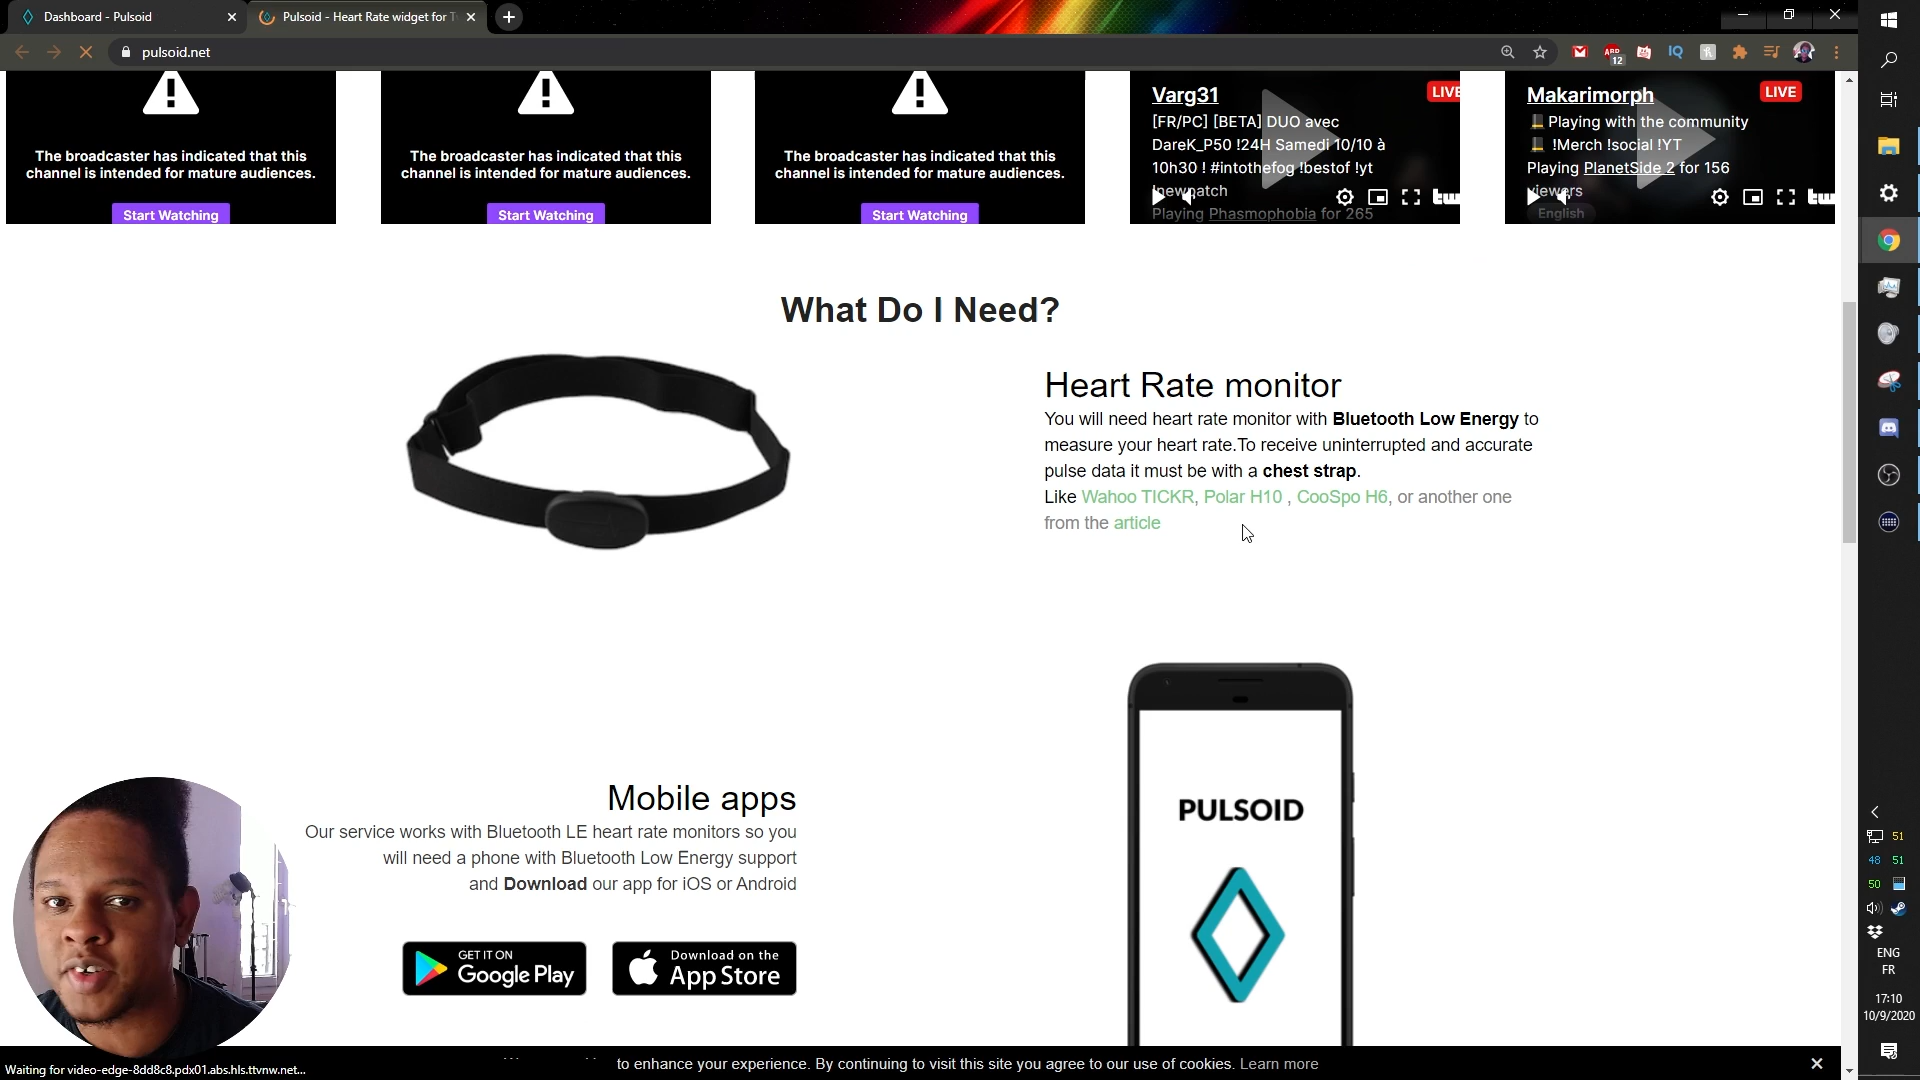 Dashboard - Pulsoid
Pulsoid - Heart Rate widget for
pulsoid.net
12
The broadcaster has indicated that this
channel is intended for mature audiences.
Start Watching
The broadcaster has indicated that this
channel is intended for mature audiences.
Start Watching
The broadcaster has indicated that this
channel is intended for mature audiences.
Start Watching
Varg31
LIVE
[FR/PC] [BETA] DUO avec
DareK_P50 !24H Samedi 10/10 à
10h30 ! #intothefog !bestof !yt
!newpatch
Playing Phasmophobia for 265
Makarimorph
LIVE
Playing with the community
!Merch !social !YT
Playing PlanetSide 2 for 156
viewers
English
What Do I Need?
Heart Rate monitor
You will need heart rate monitor with Bluetooth Low Energy to
measure your heart rate.To receive uninterrupted and accurate
pulse data it must be with a chest strap.
Like Wahoo TICKR, Polar H10 , CooSpo H6, or another one
from the article
Mobile apps
Our service works with Bluetooth LE heart rate monitors so you
will need a phone with Bluetooth Low Energy support
and Download our app for iOS or Android
GET IT ON
Google Play
Download on the
App Store
PULSOID
to enhance your experience. By continuing to visit this site you agree to our use of cookies. Learn more
Waiting for video-edge-8dd8c8.pdx01.abs.hls.ttvnw.net...
51
48 51
50
ENG
FR
17:10
10/9/2020